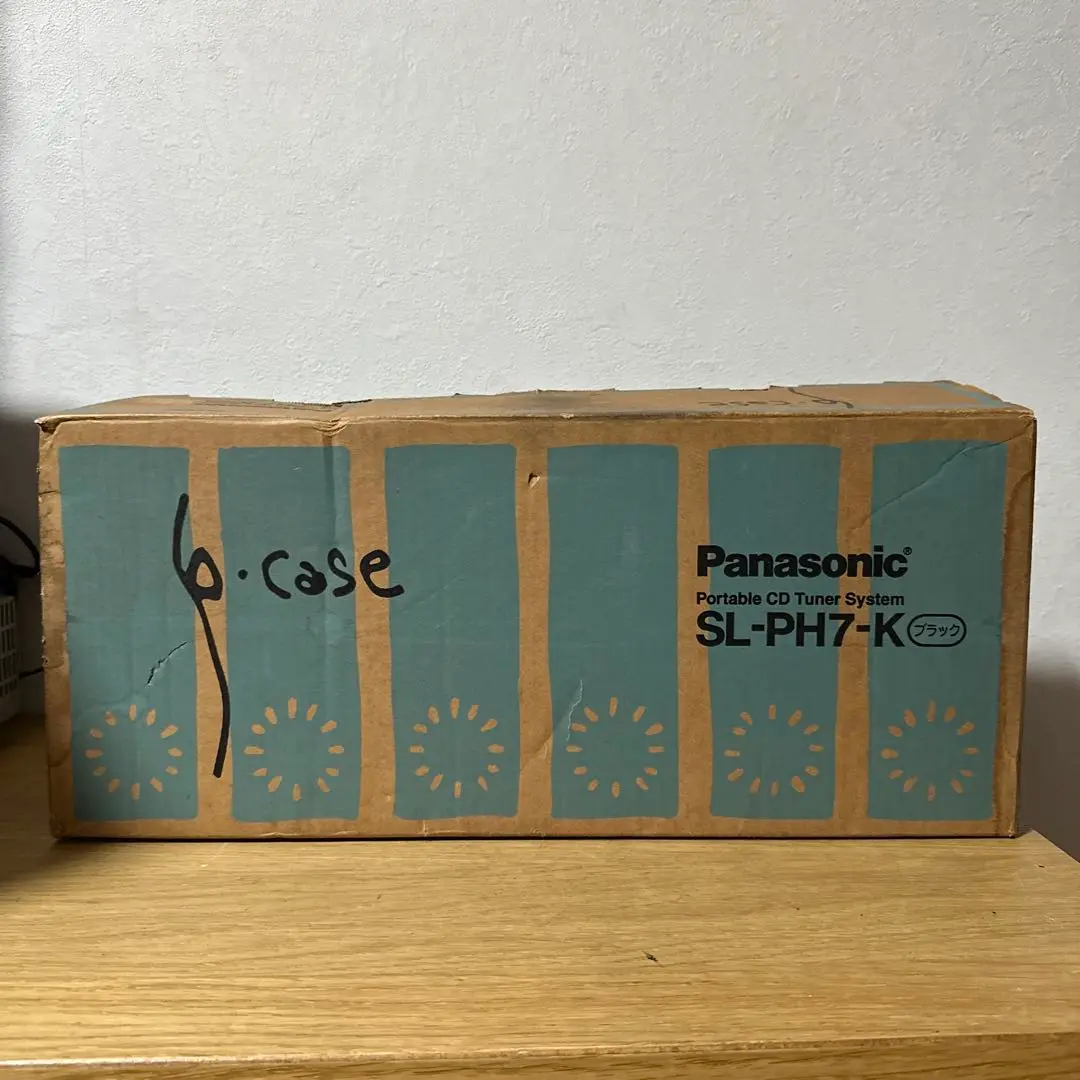 p·case
Panasonic®
Portable CD Tuner System
SL-PH7-K ブラック